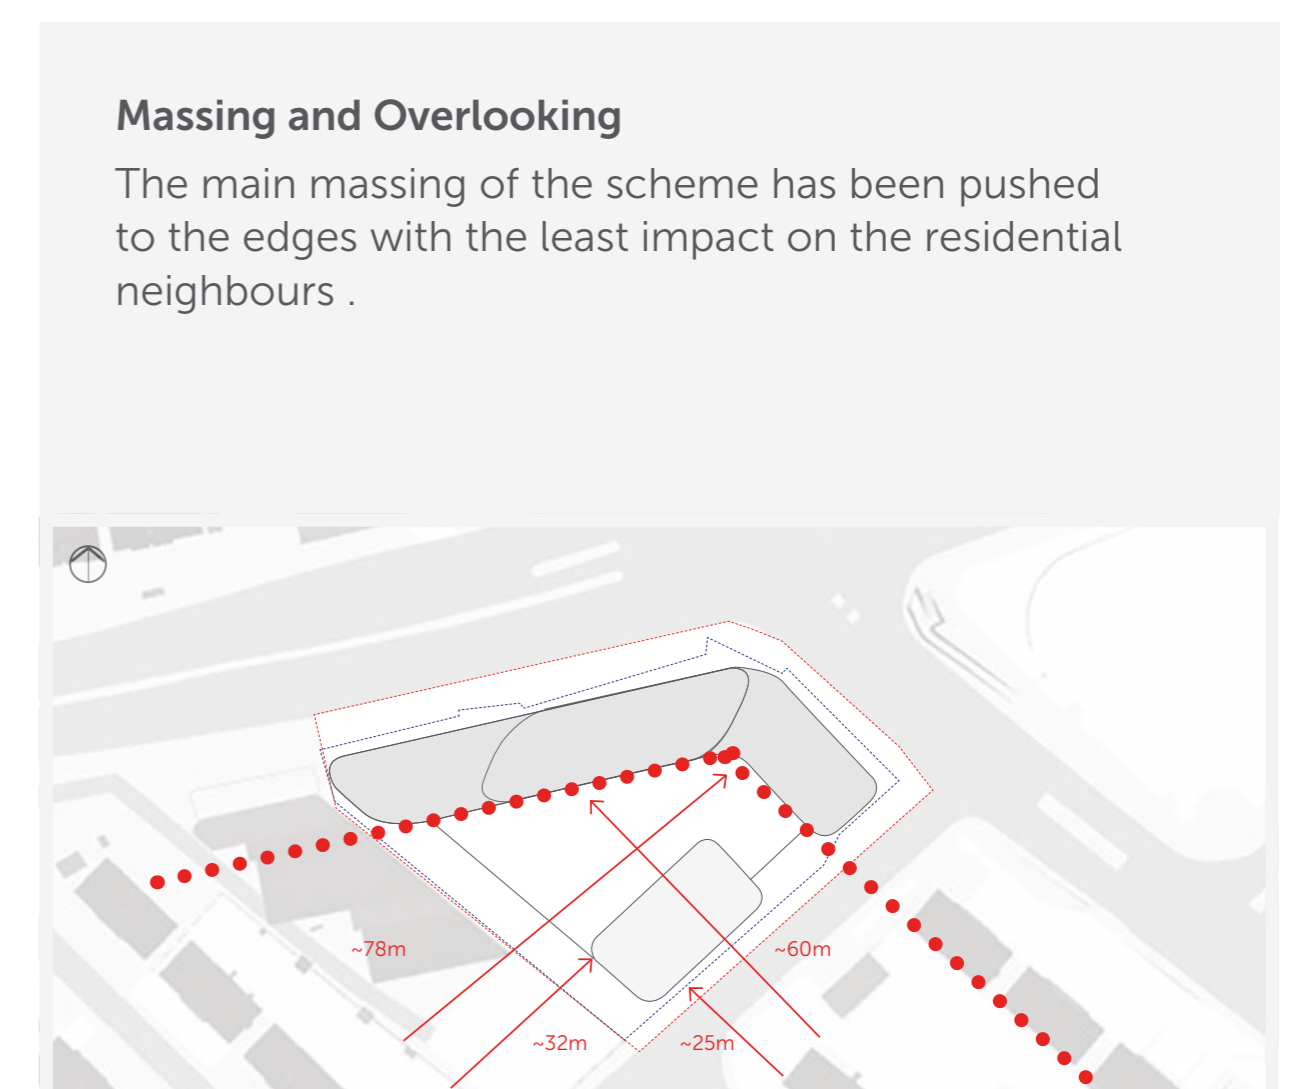 Massing and Overlooking
The main massing of the scheme has been pushed
to the edges with the least impact on the residential
neighbours .
~78m
~60m
~32m
~25m